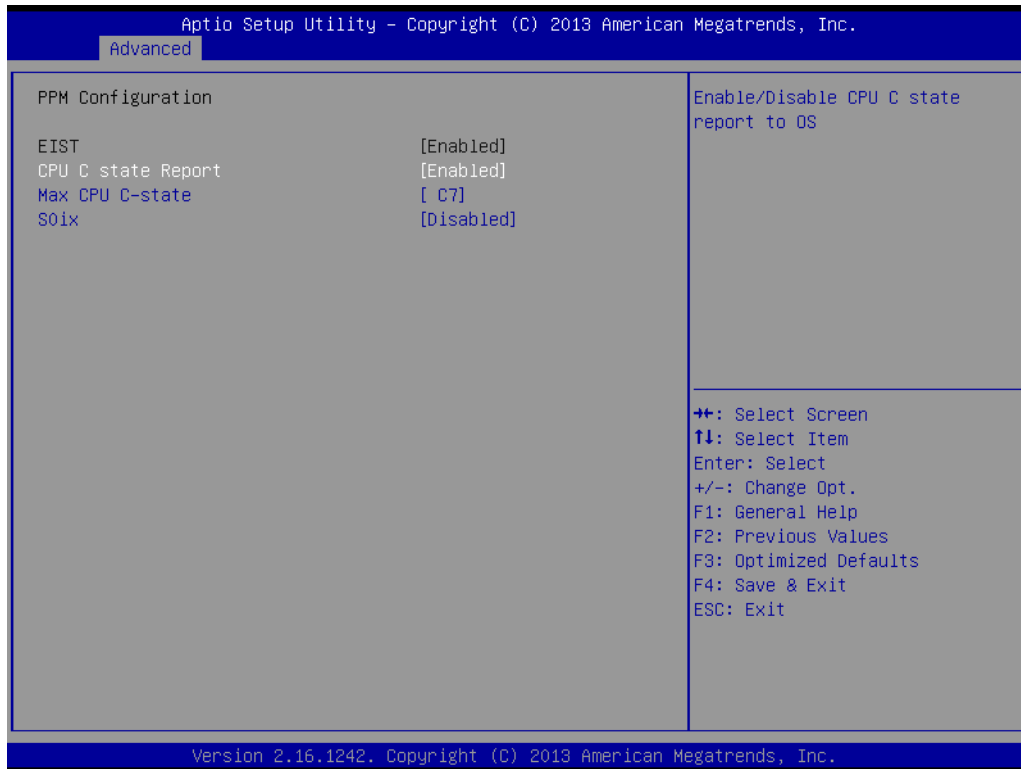 Aptio Setup Utility – Copyright (C) 2013 American Megatrends, Inc.
Advanced
PPM Configuration
EIST [Enabled]
CPU C state Report [Enabled]
Max CPU C-state [ C7]
S0ix [Disabled]
Enable/Disable CPU C state
report to OS
→←: Select Screen
↑↓: Select Item
Enter: Select
+/-: Change Opt.
F1: General Help
F2: Previous Values
F3: Optimized Defaults
F4: Save & Exit
ESC: Exit
Version 2.16.1242. Copyright (C) 2013 American Megatrends, Inc.